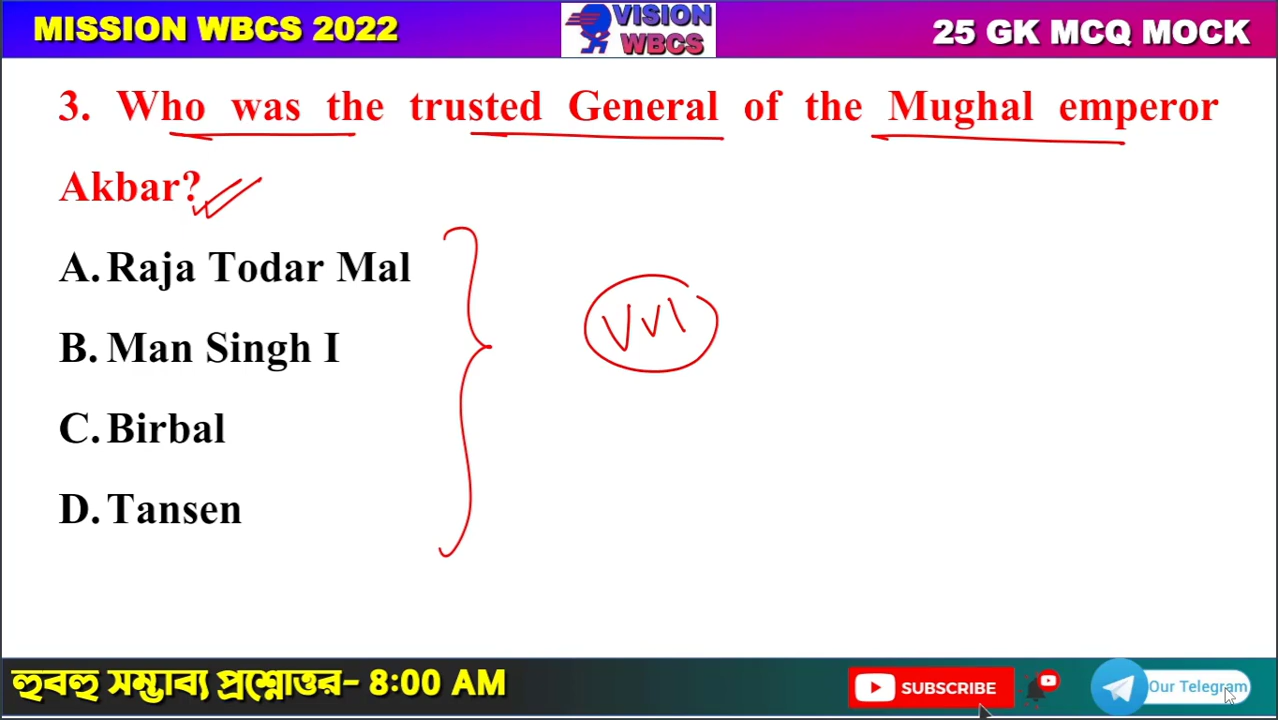 MISSION WBCS 2022
VISION
WBCS
25 GK MCQ MOCK
3. Who was the trusted General of the Mughal emperor
Akbar?
A. Raja Todar Mal
B. Man Singh I
C. Birbal
D. Tansen
VVI
হুবহু সম্ভাব্য প্রশ্নোত্তর- 8:00 AM
SUBSCRIBE
Our Telegram